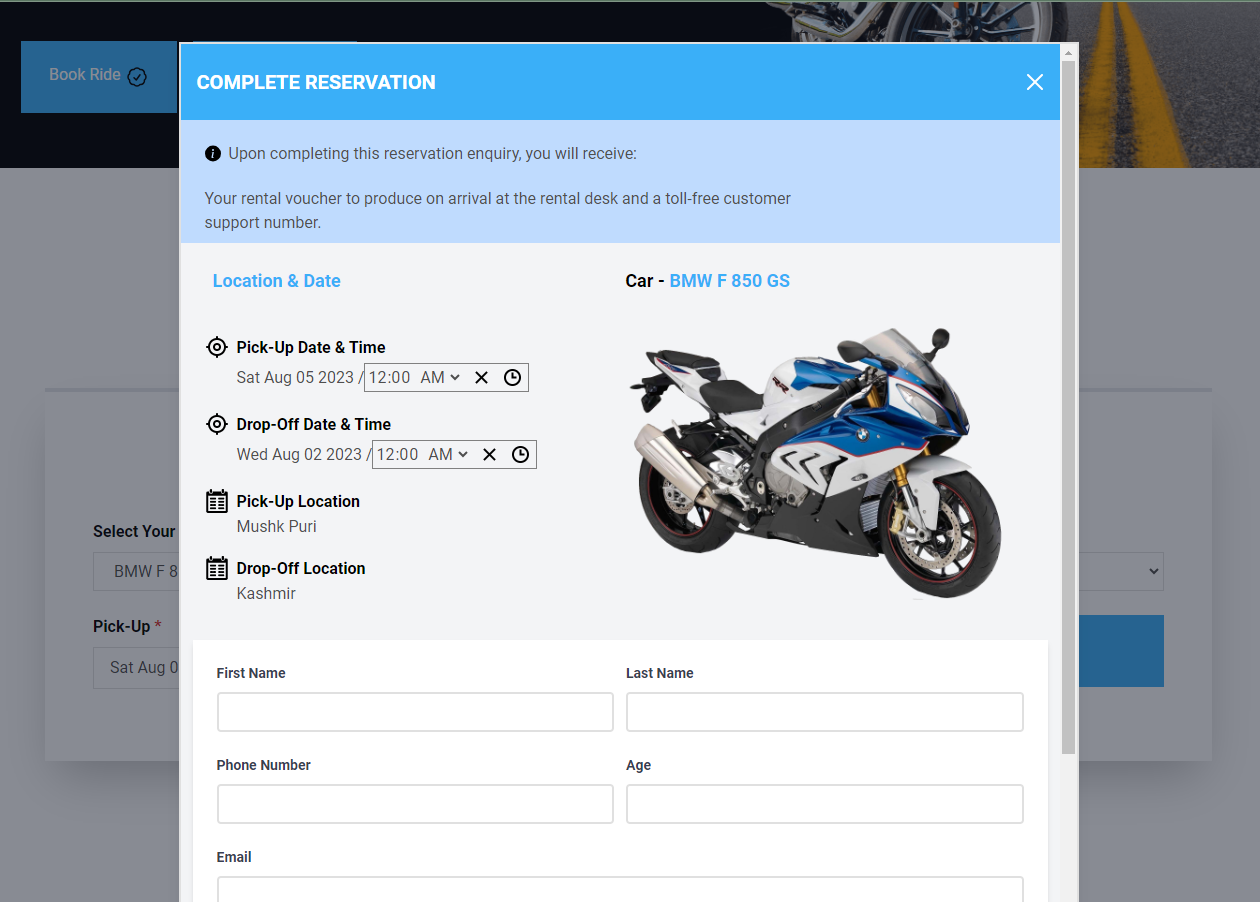 Book Ride
COMPLETE RESERVATION
Upon completing this reservation enquiry, you will receive:
Your rental voucher to produce on arrival at the rental desk and a toll-free customer
support number.
Location & Date
Car - BMW F 850 GS
Pick-Up Date & Time
Sat Aug 05 2023 / 12:00 AM
Drop-Off Date & Time
Wed Aug 02 2023 / 12:00 AM
Pick-Up Location
Mushk Puri
Drop-Off Location
Kashmir
RR
Select Your
BMW F 8
Pick-Up *
Sat Aug 0
First Name
Last Name
Phone Number
Age
Email